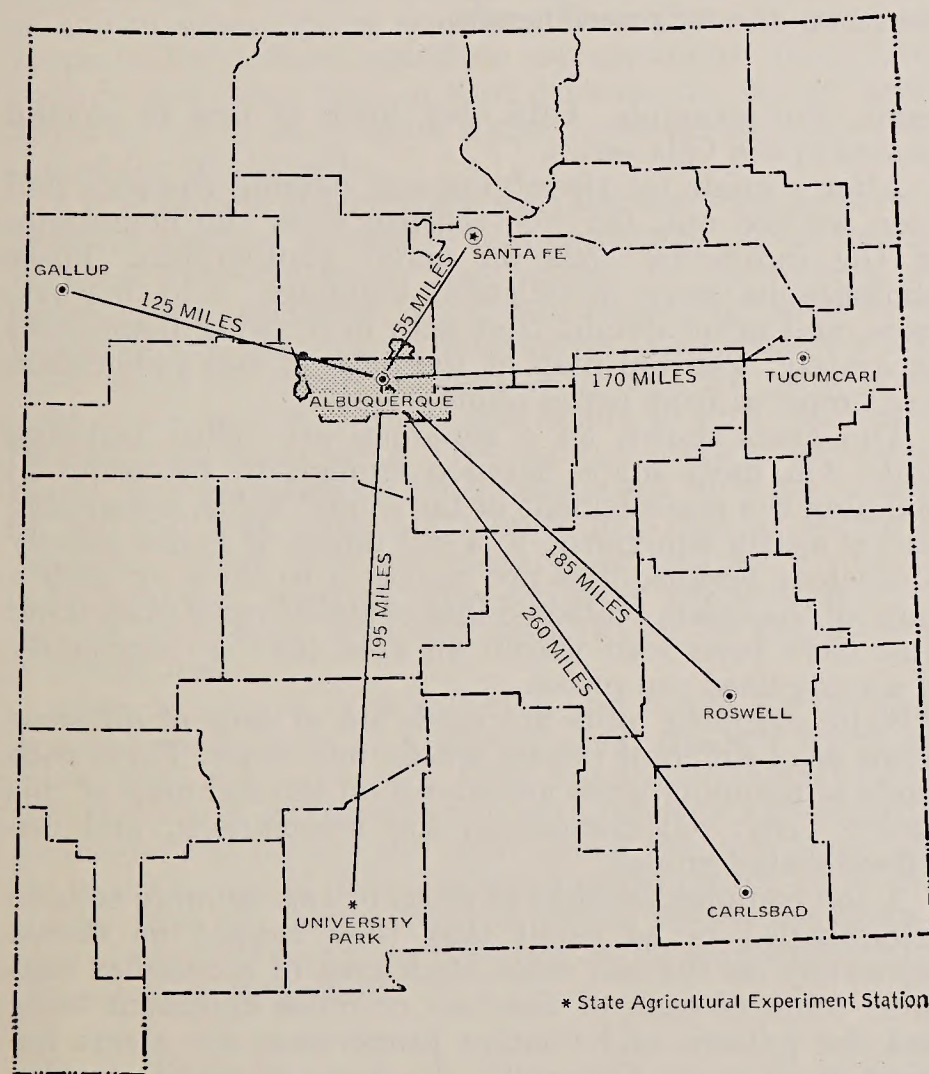 SANTA FE
GALLUP
125 MILES
55 MILES
170 MILES
TUCUMCARI
ALBUQUERQUE
185 MILES
260 MILES
195 MILES
ROSWELL
UNIVERSITY
PARK
CARLSBAD
* State Agricultural Experiment Station